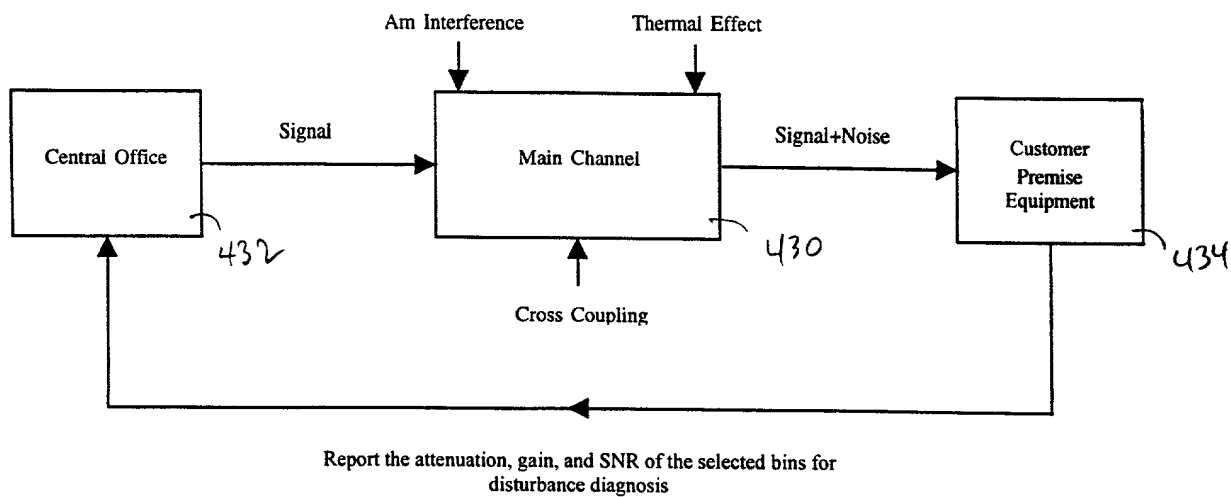 Am Interference
Thermal Effect
Central Office
Signal
Main Channel
Signal+Noise
Customer
Premise
Equipment
432
430
434
Cross Coupling
Report the attenuation, gain, and SNR of the selected bins for
disturbance diagnosis